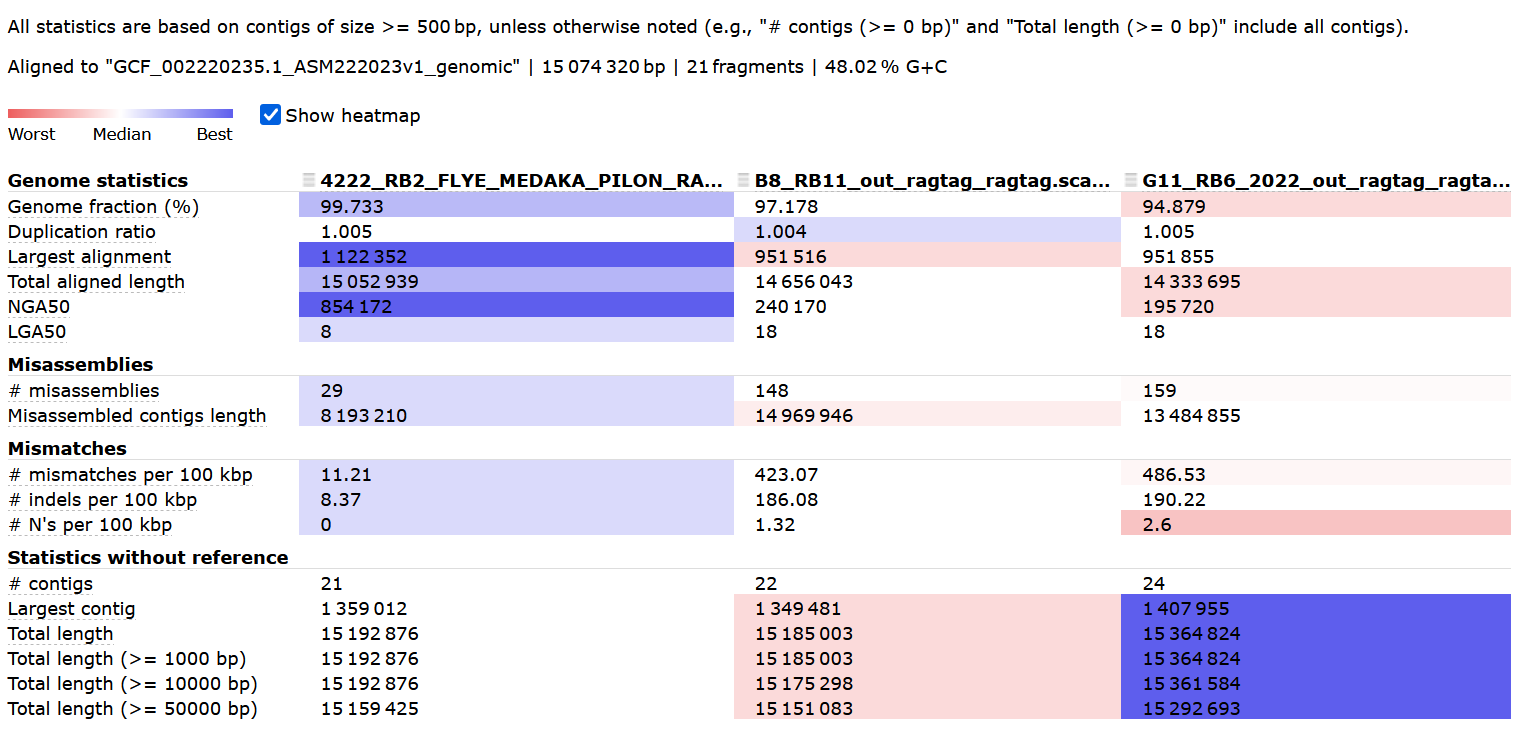 All statistics are based on contigs of size >= 500 bp, unless otherwise noted (e.g., "# contigs (>= 0 bp)" and "Total length (>= 0 bp)" include all contigs).
Aligned to "GCF_002220235.1_ASM222023v1_genomic" | 15 074 320 bp | 21 fragments | 48.02 % G+C
Show heatmap
Worst Median Best
Genome statistics 4222_RB2_FLYE_MEDAKA_PILON_RA... B8_RB11_out_ragtag_ragtag.sca... G11_RB6_2022_out_ragtag_ragta...
Genome fraction (%) 99.733 97.178 94.879
Duplication ratio 1.005 1.004 1.005
Largest alignment 1 122 352 951 516 951 855
Total aligned length 15 052 939 14 656 043 14 333 695
NGA50 854 172 240 170 195 720
LGA50 8 18 18
Misassemblies
# misassemblies 29 148 159
Misassembled contigs length 8 193 210 14 969 946 13 484 855
Mismatches
# mismatches per 100 kbp 11.21 423.07 486.53
# indels per 100 kbp 8.37 186.08 190.22
# N's per 100 kbp 0 1.32 2.6
Statistics without reference
# contigs 21 22 24
Largest contig 1 359 012 1 349 481 1 407 955
Total length 15 192 876 15 185 003 15 364 824
Total length (>= 1000 bp) 15 192 876 15 185 003 15 364 824
Total length (>= 10000 bp) 15 192 876 15 175 298 15 361 584
Total length (>= 50000 bp) 15 159 425 15 151 083 15 292 693